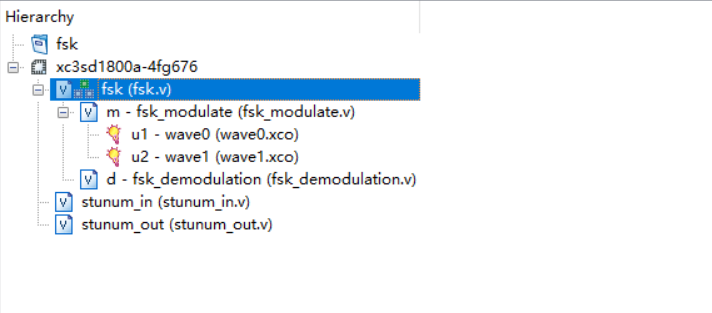 Hierarchy
fsk
xc3sd1800a-4fg676
V fsk (fsk.v)
V m - fsk_modulate (fsk_modulate.v)
u1 - wave0 (wave0.xco)
u2 - wave1 (wave1.xco)
V d - fsk_demodulation (fsk_demodulation.v)
V stunum_in (stunum_in.v)
V stunum_out (stunum_out.v)